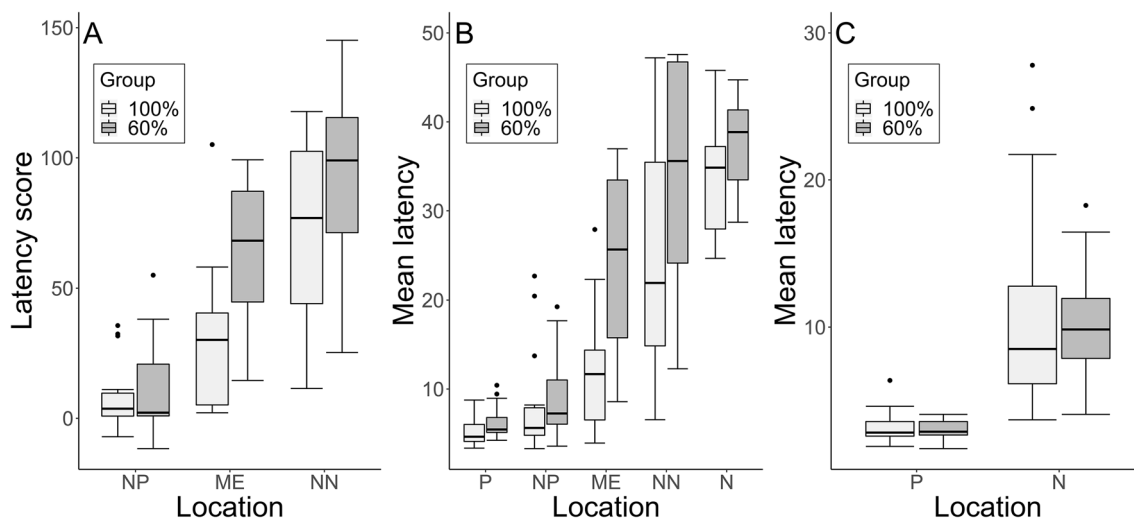 A
Latency score
150
100
50
0
Group
100%
60%
NP ME NN
Location
B
Mean latency
50
40
30
20
10
Group
100%
60%
P NP ME NN N
Location
C
Mean latency
30
20
10
Group
100%
60%
P N
Location